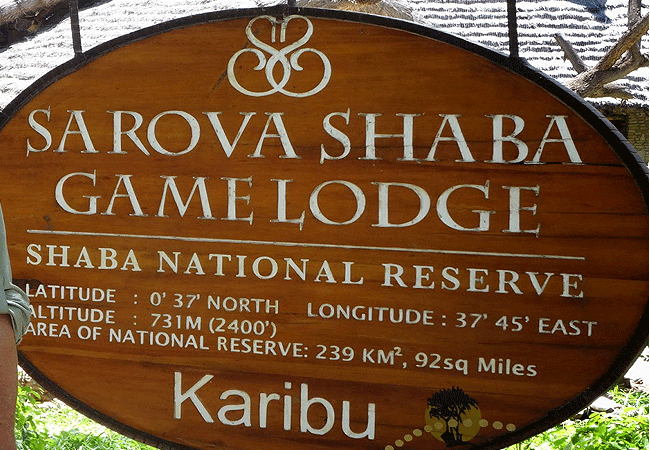 SAROVA SHABA
GAME LODGE
SHABA NATIONAL RESERVE
LATITUDE : 0' 37' NORTH LONGITUDE : 37' 45' EAST
ALTITUDE : 731M (2400')
AREA OF NATIONAL RESERVE: 239 KM², 92sq Miles
Karibu